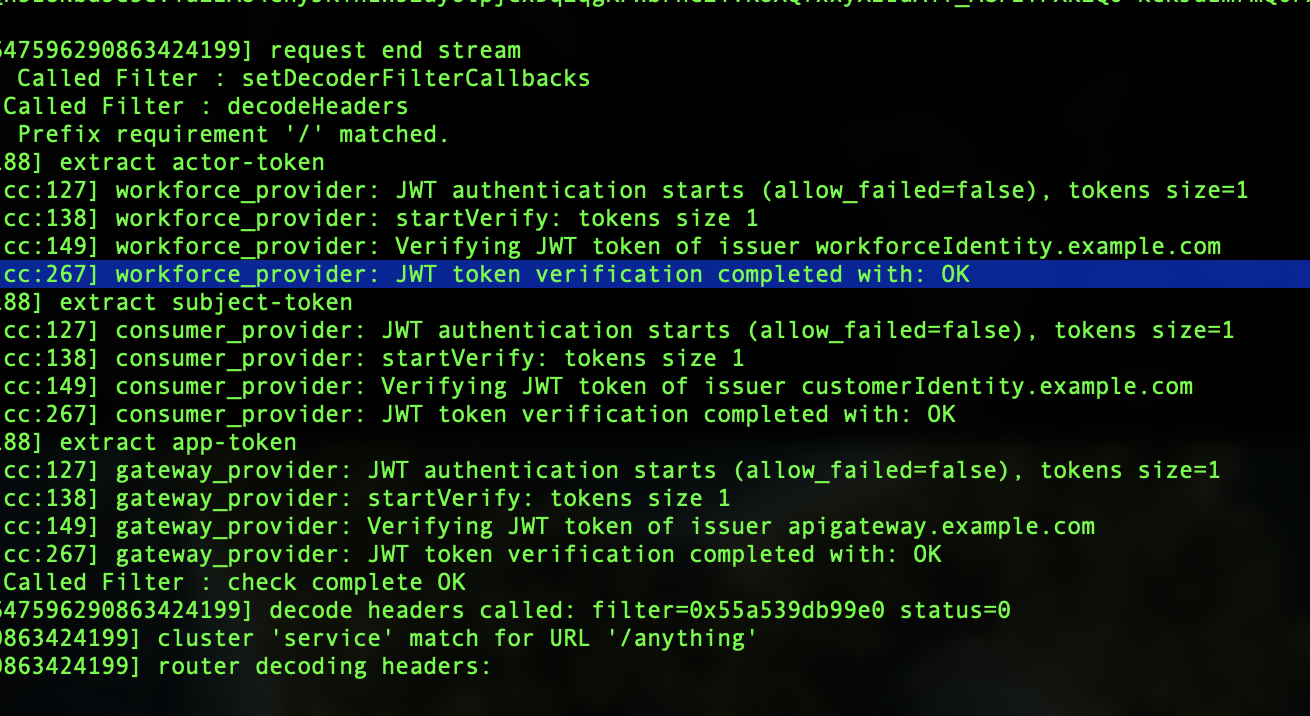 547596290863424199] request end stream
Called Filter : setDecoderFilterCallbacks
Called Filter : decodeHeaders
Prefix requirement '/' matched.
188] extract actor-token
cc:127] workforce_provider: JWT authentication starts (allow_failed=false), tokens size=1
cc:138] workforce_provider: startVerify: tokens size 1
cc:149] workforce_provider: Verifying JWT token of issuer workforceIdentity.example.com
cc:267] workforce_provider: JWT token verification completed with: OK
188] extract subject-token
cc:127] consumer_provider: JWT authentication starts (allow_failed=false), tokens size=1
cc:138] consumer_provider: startVerify: tokens size 1
cc:149] consumer_provider: Verifying JWT token of issuer customerIdentity.example.com
cc:267] consumer_provider: JWT token verification completed with: OK
188] extract app-token
cc:127] gateway_provider: JWT authentication starts (allow_failed=false), tokens size=1
cc:138] gateway_provider: startVerify: tokens size 1
cc:149] gateway_provider: Verifying JWT token of issuer apigateway.example.com
cc:267] gateway_provider: JWT token verification completed with: OK
Called Filter : check complete OK
547596290863424199] decode headers called: filter=0x55a539db99e0 status=0
0863424199] cluster 'service' match for URL '/anything'
0863424199] router decoding headers: